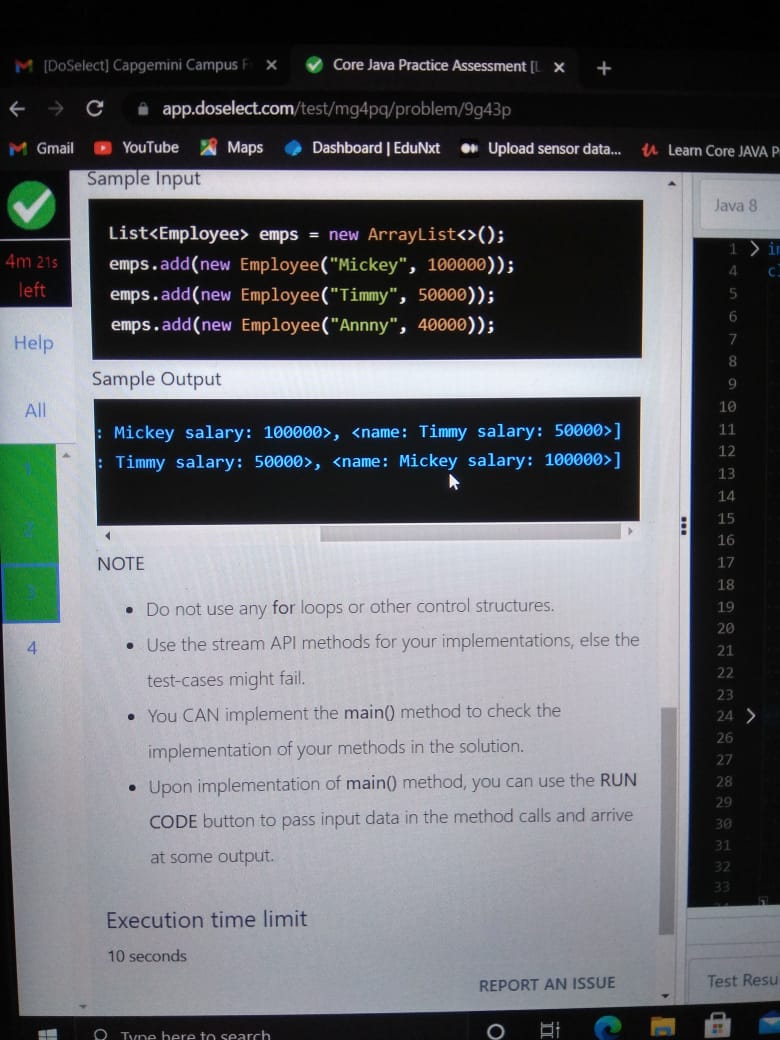 [DoSelect] Capgemini Campus F
Core Java Practice Assessment [L
app.doselect.com/test/mg4pq/problem/9g43p
Gmail YouTube Maps Dashboard | EduNxt Upload sensor data... Learn Core JAVA P
Sample Input
Java 8
List<Employee> emps = new ArrayList<>();
emps.add(new Employee("Mickey", 100000));
emps.add(new Employee("Timmy", 50000));
emps.add(new Employee("Annny", 40000));
4m 21s
left
Help
All
1
2
3
4
Sample Output
: Mickey salary: 100000>, <name: Timmy salary: 50000>]
: Timmy salary: 50000>, <name: Mickey salary: 100000>]
NOTE
• Do not use any for loops or other control structures.
• Use the stream API methods for your implementations, else the
test-cases might fail.
• You CAN implement the main() method to check the
implementation of your methods in the solution.
• Upon implementation of main() method, you can use the RUN
CODE button to pass input data in the method calls and arrive
at some output.
Execution time limit
10 seconds
REPORT AN ISSUE
1
4
5
6
7
8
9
10
11
12
13
14
15
16
17
18
19
20
21
22
23
24
26
27
28
29
30
31
32
33
Test Resu
Type here to search